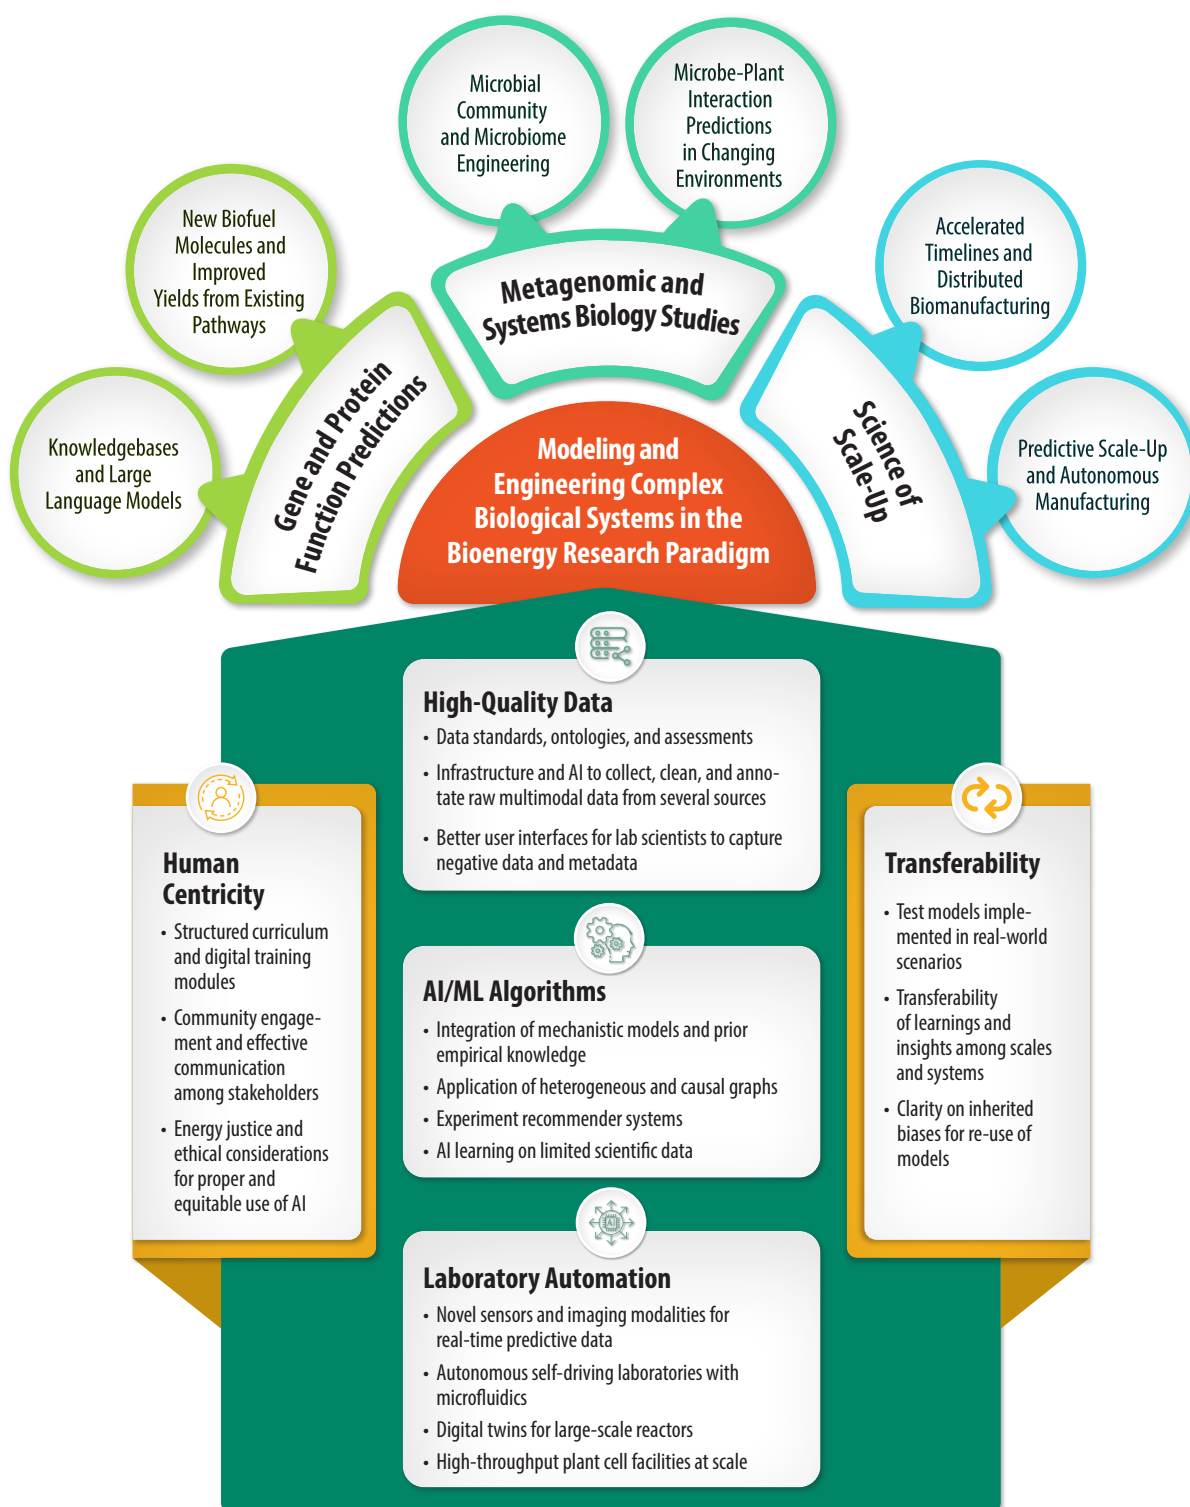 Microbial
Community
and Microbiome
Engineering
Microbe-Plant
Interaction
Predictions
in Changing
Environments
New Biofuel
Molecules and
Improved
Yields from Existing
Pathways
Accelerated
Timelines and
Distributed
Biomanufacturing
Knowledgebases
and Large
Language Models
Predictive Scale-Up
and Autonomous
Manufacturing
Gene and Protein
Function Predictions
Metagenomic and
Systems Biology Studies
Science of
Scale-Up
Modeling and
Engineering Complex
Biological Systems in the
Bioenergy Research Paradigm
High-Quality Data
• Data standards, ontologies, and assessments
• Infrastructure and AI to collect, clean, and anno-
tate raw multimodal data from several sources
• Better user interfaces for lab scientists to capture
negative data and metadata
Human
Centricity
• Structured curriculum
and digital training
modules
• Community engage-
ment and effective
communication
among stakeholders
• Energy justice and
ethical considerations
for proper and
equitable use of AI
AI/ML Algorithms
• Integration of mechanistic models and prior
empirical knowledge
• Application of heterogeneous and causal graphs
• Experiment recommender systems
• AI learning on limited scientific data
Transferability
• Test models imple-
mented in real-world
scenarios
• Transferability
of learnings and
insights among scales
and systems
• Clarity on inherited
biases for re-use of
models
AI
Laboratory Automation
• Novel sensors and imaging modalities for
real-time predictive data
• Autonomous self-driving laboratories with
microfluidics
• Digital twins for large-scale reactors
• High-throughput plant cell facilities at scale